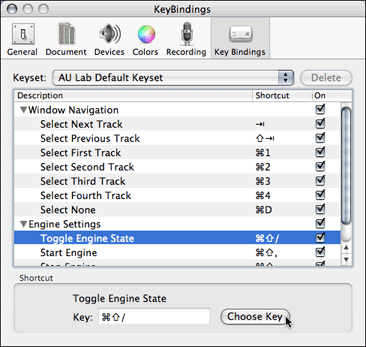 KeyBindings
General Document Devices Colors Recording Key Bindings
Keyset: AU Lab Default Keyset Delete
Description Shortcut On
▼Window Navigation
Select Next Track ⇥
Select Previous Track ⇧⇥
Select First Track ⌘1
Select Second Track ⌘2
Select Third Track ⌘3
Select Fourth Track ⌘4
Select None ⌘D
▼Engine Settings
Toggle Engine State ⌘⇧/
Start Engine ⌘⇧,
Stop Engine ⌘⇧
Shortcut
Toggle Engine State
Key: ⌘⇧/ Choose Key